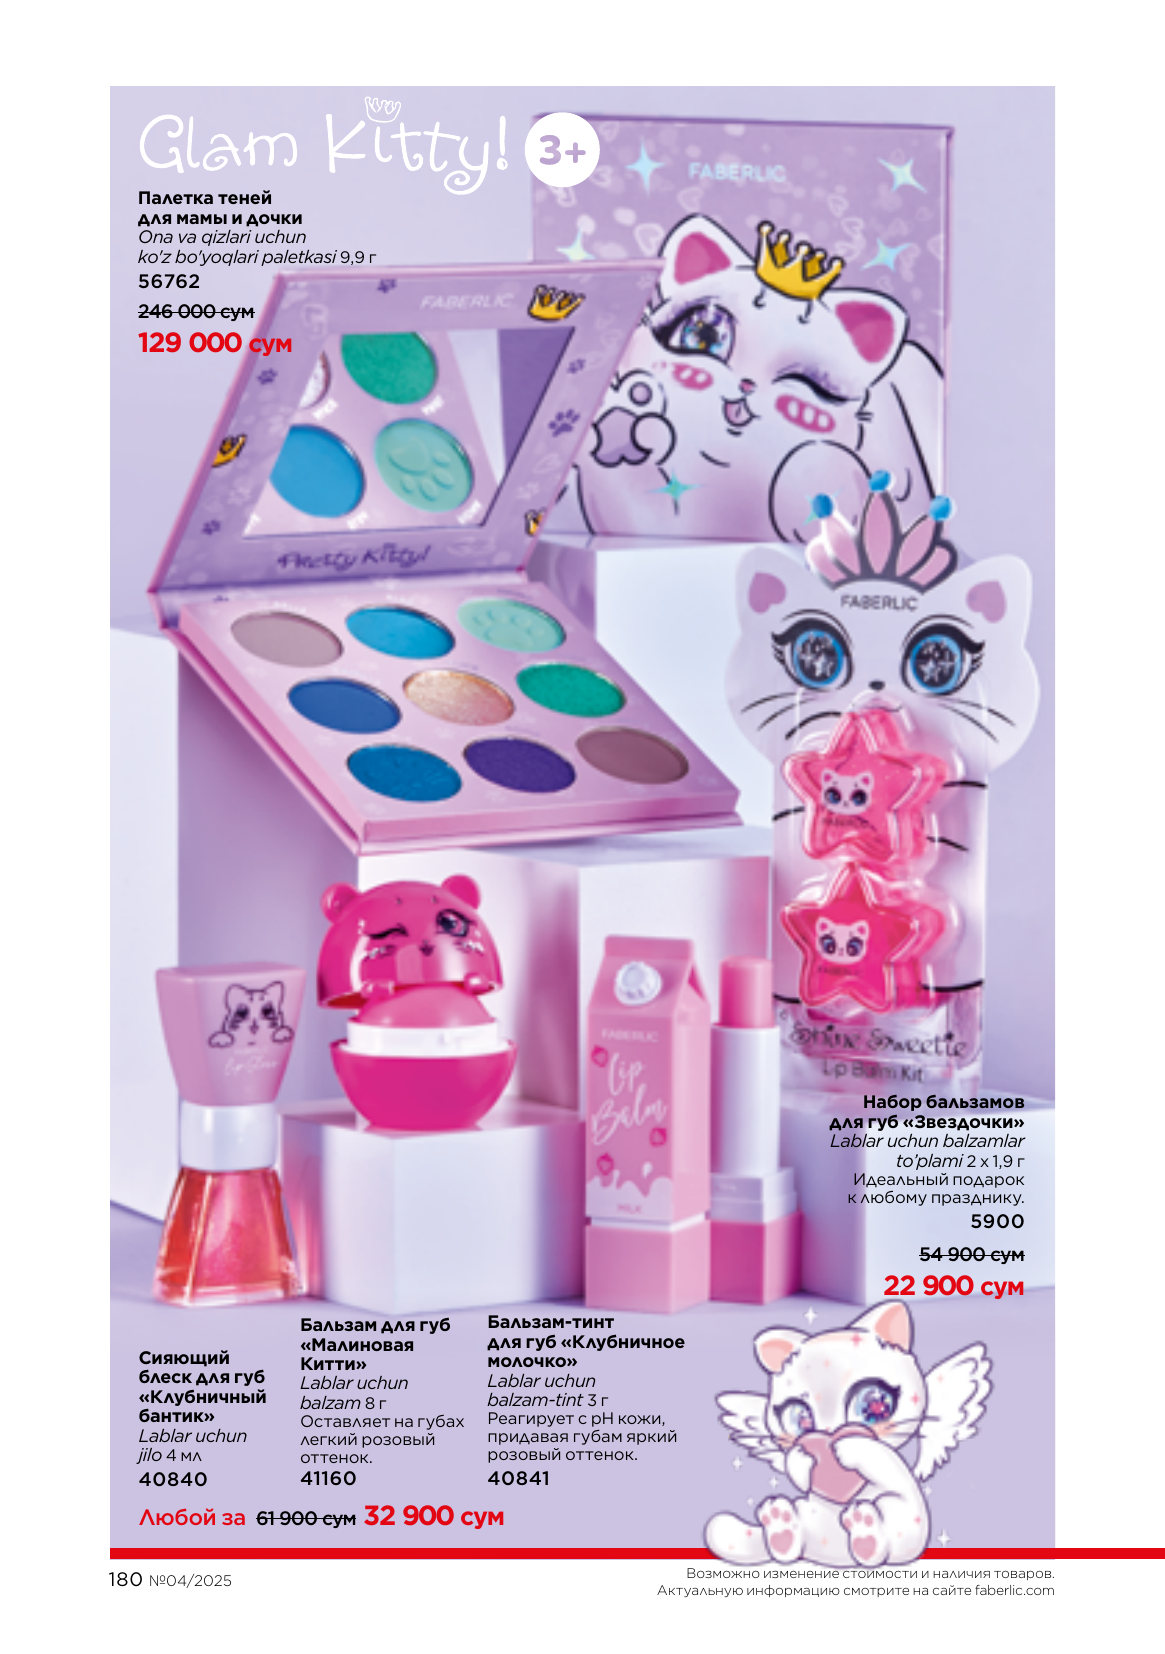 Glam Kitty!
3+
Палетка теней
для мамы и дочки
Ona va qizlari uchun
ko'z bo'yoqlari paletkasi 9,9 г
56762
246 000 сум
129 000 сум
FABERLIC
FABERLIC
Pretty Kitty!
FABERLIC
FABERLIC
Lip
Balm
MILK
Lip Gloss
Shine Sweetie
Lip Balm Kit
Набор бальзамов
для губ «Звездочки»
Lablar uchun balzamlar
to'plami 2 x 1,9 г
Идеальный подарок
к любому празднику.
5900
54 900 сум
22 900 сум
Сияющий
блеск для губ
«Клубничный
бантик»
Lablar uchun
jilo 4 мл
40840
Бальзам для губ
«Малиновая
Китти»
Lablar uchun
balzam 8 г
Оставляет на губах
легкий розовый
оттенок.
41160
Бальзам-тинт
для губ «Клубничное
молочко»
Lablar uchun
balzam-tint 3 г
Реагирует с pH кожи,
придавая губам яркий
розовый оттенок.
40841
Любой за 61 900 сум 32 900 сум
180 №04/2025
Возможно изменение стоимости и наличия товаров.
Актуальную информацию смотрите на сайте faberlic.com